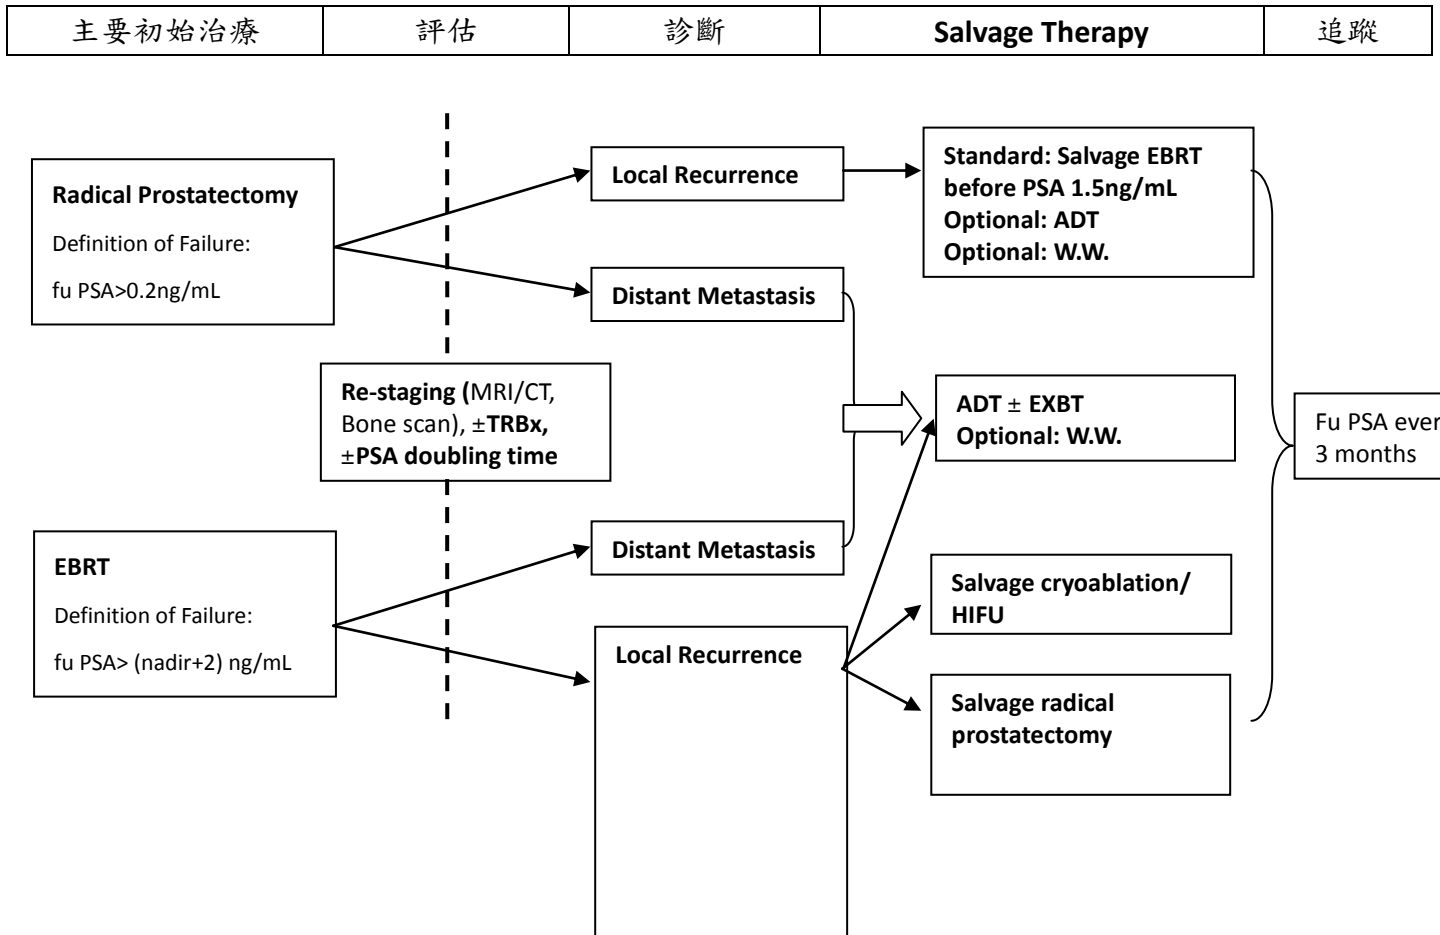 主要初始治療
評估
診斷
Salvage Therapy
追蹤
Radical Prostatectomy
Definition of Failure:
fu PSA>0.2ng/mL
Local Recurrence
Standard: Salvage EBRT
before PSA 1.5ng/mL
Optional: ADT
Optional: W.W.
Distant Metastasis
Re-staging (MRI/CT,
Bone scan), ±TRBx,
±PSA doubling time
ADT ± EXBT
Optional: W.W.
Fu PSA ever
3 months
EBRT
Definition of Failure:
fu PSA> (nadir+2) ng/mL
Distant Metastasis
Local Recurrence
Salvage cryoablation/
HIFU
Salvage radical
prostatectomy